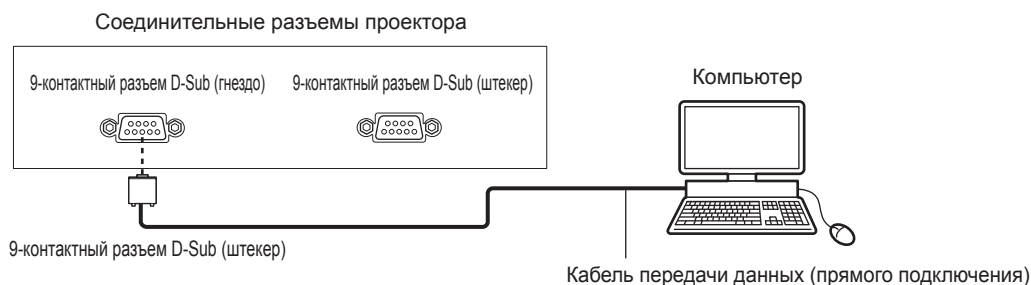 Соединительные разъемы проектора
9-контактный разъем D-Sub (гнездо)
9-контактный разъем D-Sub (штекер)
Компьютер
9-контактный разъем D-Sub (штекер)
Кабель передачи данных (прямого подключения)